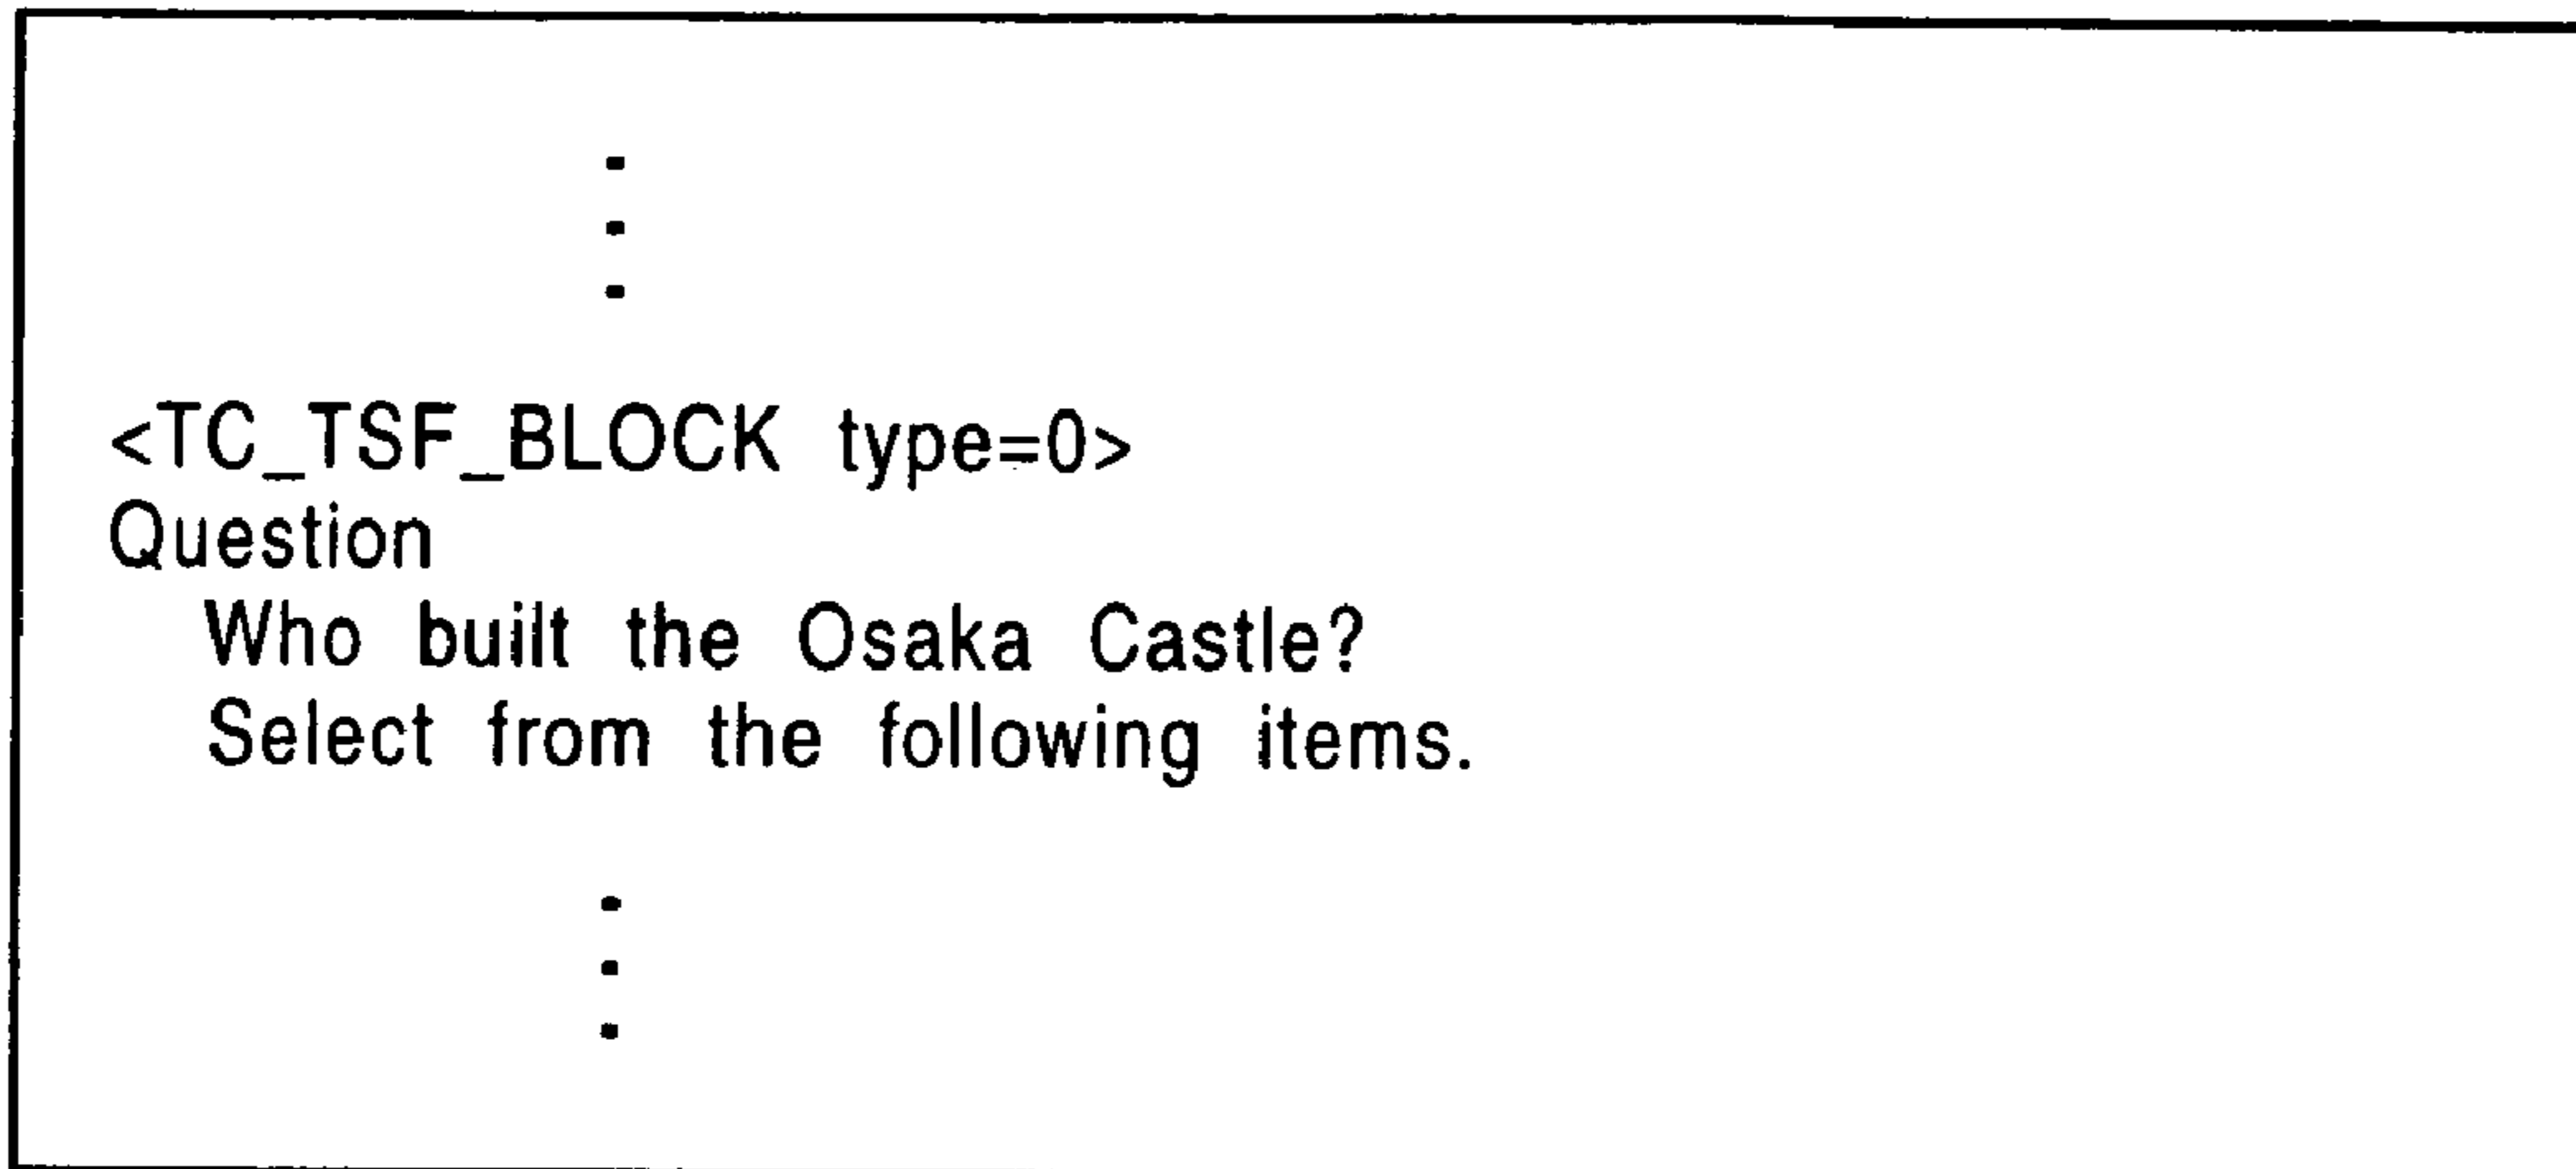 <TC_TSF_BLOCK type=0>
Question
Who built the Osaka Castle?
Select from the following items.